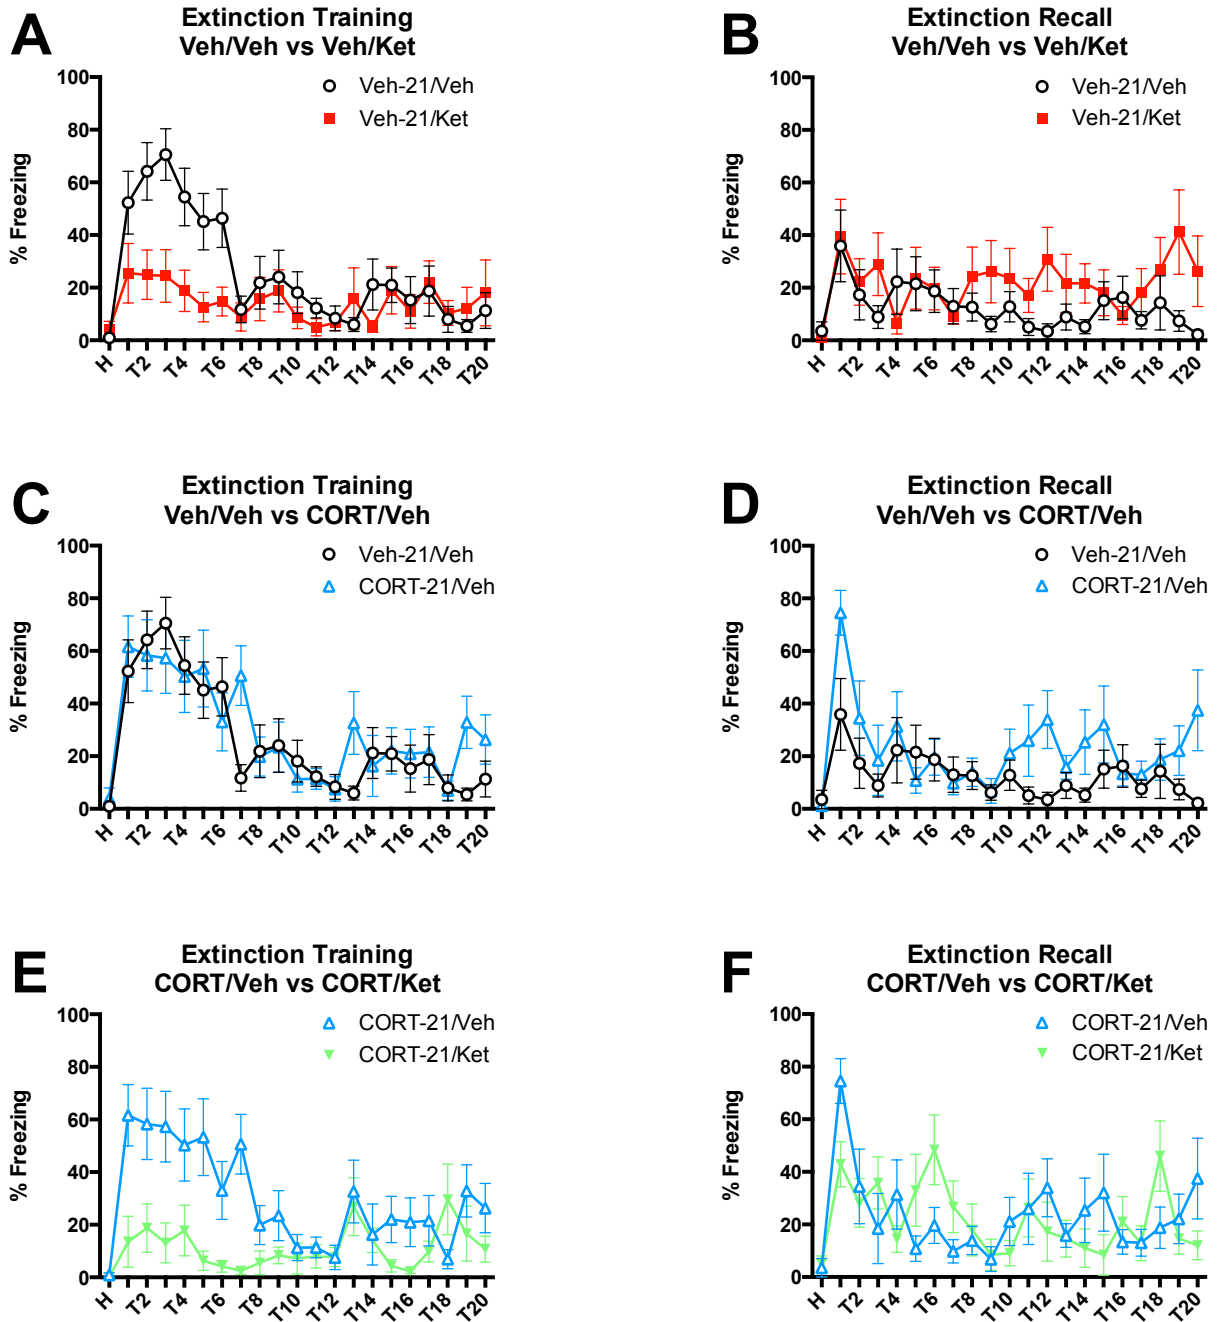 A
Extinction Training
Veh/Veh vs Veh/Ket
Veh-21/Veh
Veh-21/Ket
% Freezing
100
80
60
40
20
0
H T2 T4 T6 T8 T10 T12 T14 T16 T18 T20
B
Extinction Recall
Veh/Veh vs Veh/Ket
Veh-21/Veh
Veh-21/Ket
% Freezing
100
80
60
40
20
0
H T2 T4 T6 T8 T10 T12 T14 T16 T18 T20
C
Extinction Training
Veh/Veh vs CORT/Veh
Veh-21/Veh
CORT-21/Veh
% Freezing
100
80
60
40
20
0
H T2 T4 T6 T8 T10 T12 T14 T16 T18 T20
D
Extinction Recall
Veh/Veh vs CORT/Veh
Veh-21/Veh
CORT-21/Veh
% Freezing
100
80
60
40
20
0
H T2 T4 T6 T8 T10 T12 T14 T16 T18 T20
E
Extinction Training
CORT/Veh vs CORT/Ket
CORT-21/Veh
CORT-21/Ket
% Freezing
100
80
60
40
20
0
H T2 T4 T6 T8 T10 T12 T14 T16 T18 T20
F
Extinction Recall
CORT/Veh vs CORT/Ket
CORT-21/Veh
CORT-21/Ket
% Freezing
100
80
60
40
20
0
H T2 T4 T6 T8 T10 T12 T14 T16 T18 T20